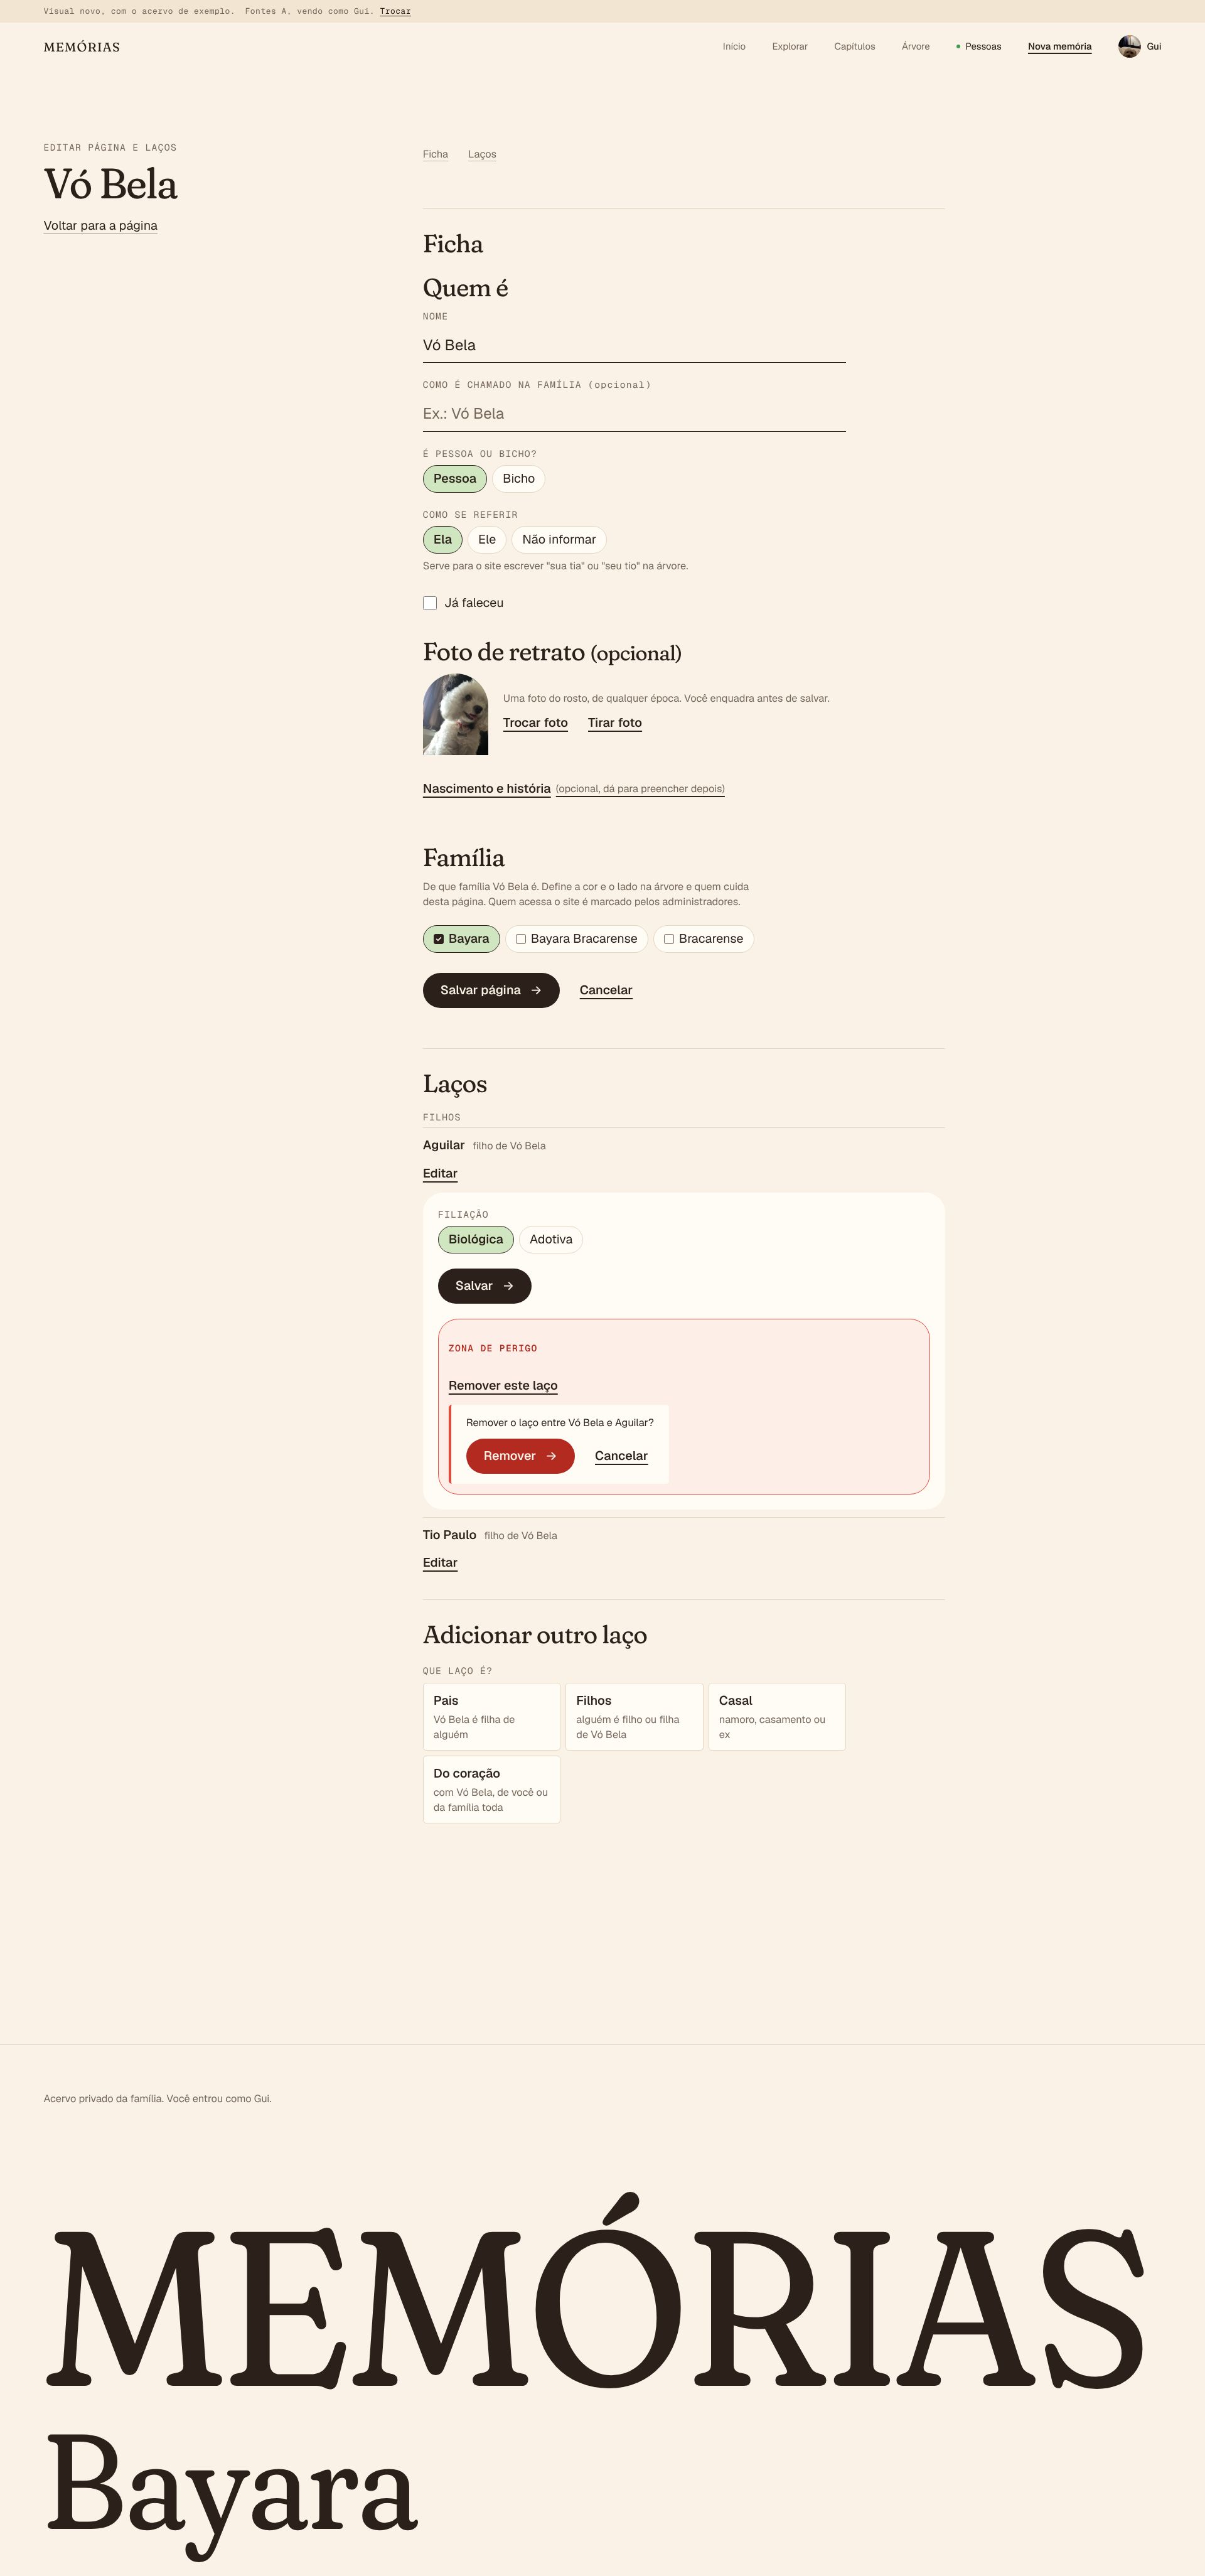 Visual novo, com o acervo de exemplo. Fontes A, vendo como Gui. Trocar
MEMÓRIAS
Início Explorar Capítulos Árvore Pessoas Nova memória Gui
EDITAR PÁGINA E LAÇOS
Vó Bela
Voltar para a página
Ficha Laços
Ficha
Quem é
NOME
Vó Bela
COMO É CHAMADO NA FAMÍLIA (opcional)
Ex.: Vó Bela
É PESSOA OU BICHO?
Pessoa Bicho
COMO SE REFERIR
Ela Ele Não informar
Serve para o site escrever "sua tia" ou "seu tio" na árvore.
Já faleceu
Foto de retrato (opcional)
Uma foto do rosto, de qualquer época. Você enquadra antes de salvar.
Trocar foto Tirar foto
Nascimento e história (opcional, dá para preencher depois)
Família
De que família Vó Bela é. Define a cor e o lado na árvore e quem cuida
desta página. Quem acessa o site é marcado pelos administradores.
Bayara Bayara Bracarense Bracarense
Salvar página → Cancelar
Laços
FILHOS
Aguilar filho de Vó Bela
Editar
FILIAÇÃO
Biológica Adotiva
Salvar →
ZONA DE PERIGO
Remover este laço
Remover o laço entre Vó Bela e Aguilar?
Remover → Cancelar
Tio Paulo filho de Vó Bela
Editar
Adicionar outro laço
QUE LAÇO É?
Pais
Vó Bela é filha de
alguém
Filhos
alguém é filho ou filha
de Vó Bela
Casal
namoro, casamento ou
ex
Do coração
com Vó Bela, de você ou
da família toda
Acervo privado da família. Você entrou como Gui.
MEMÓRIAS
Bayara